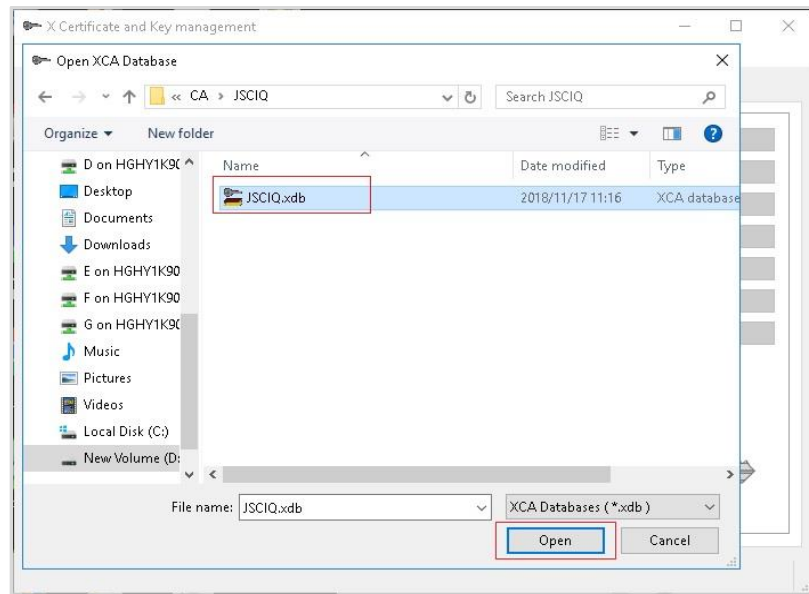 X Certificate and Key management
Open XCA Database
« CA › JSCIQ
Search JSCIQ
Organize
New folder
Name
Date modified
Type
D on HGHY1K9
Desktop
Documents
Downloads
E on HGHY1K90
F on HGHY1K90
G on HGHY1K9
Music
Pictures
Videos
Local Disk (C:)
New Volume (D:
JSCIQ.xdb
2018/11/17 11:16
XCA database
File name:
JSCIQ.xdb
XCA Databases ( *.xdb )
Open
Cancel